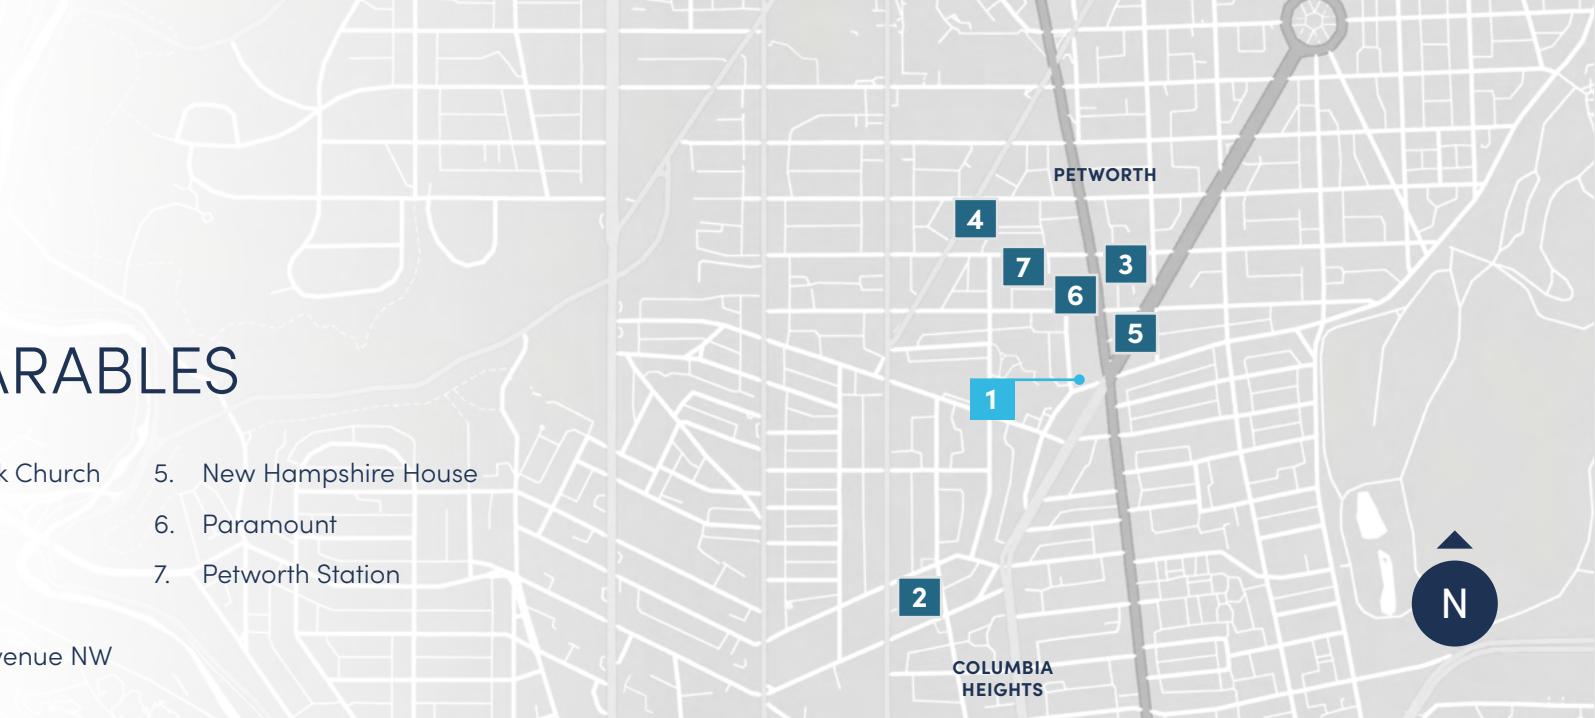 PETWORTH
4
7
3
6
5
ARABLES
1
k Church
5. New Hampshire House
6. Paramount
7. Petworth Station
2
N
venue NW
COLUMBIA
HEIGHTS